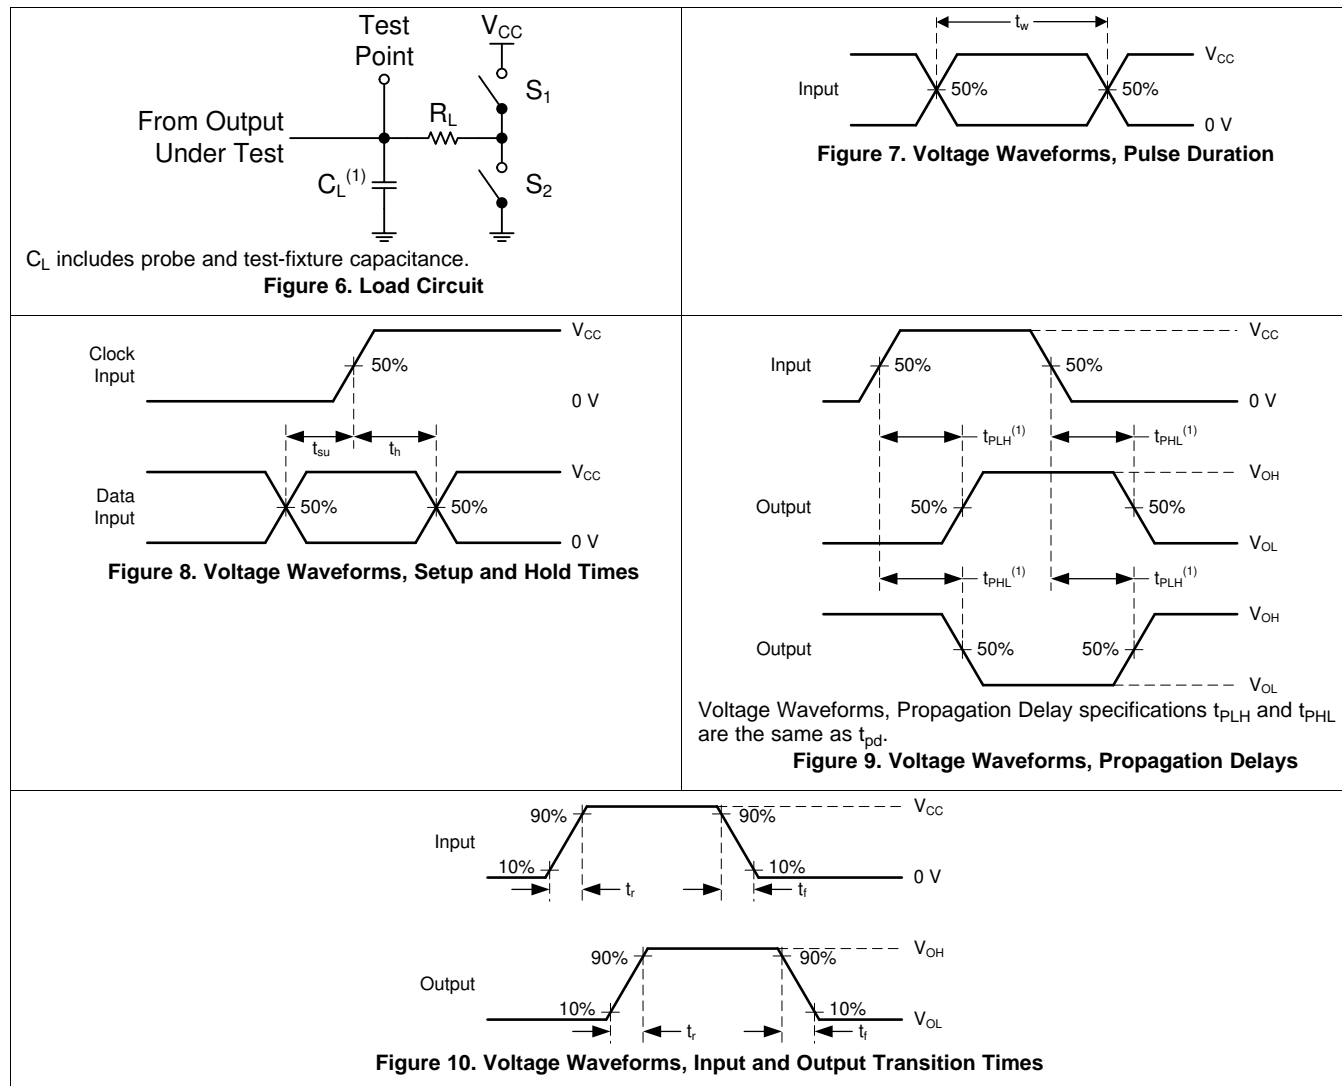 Test
Point
V_CC
S_1
From Output
Under Test
R_L
C_L^(1)
S_2
C_L includes probe and test-fixture capacitance.
Figure 6. Load Circuit
t_w
Input
50%
50%
V_CC
0 V
Figure 7. Voltage Waveforms, Pulse Duration
Clock
Input
50%
V_CC
0 V
t_su
t_h
Data
Input
50%
50%
V_CC
0 V
Figure 8. Voltage Waveforms, Setup and Hold Times
Input
50%
50%
V_CC
0 V
t_PLH^(1)
t_PHL^(1)
Output
50%
50%
V_OH
V_OL
t_PHL^(1)
t_PLH^(1)
Output
50%
50%
V_OH
V_OL
Voltage Waveforms, Propagation Delay specifications t_PLH and t_PHL
are the same as t_pd.
Figure 9. Voltage Waveforms, Propagation Delays
Input
90%
90%
V_CC
10%
10%
0 V
t_r
t_f
Output
90%
90%
V_OH
10%
10%
V_OL
t_r
t_f
Figure 10. Voltage Waveforms, Input and Output Transition Times